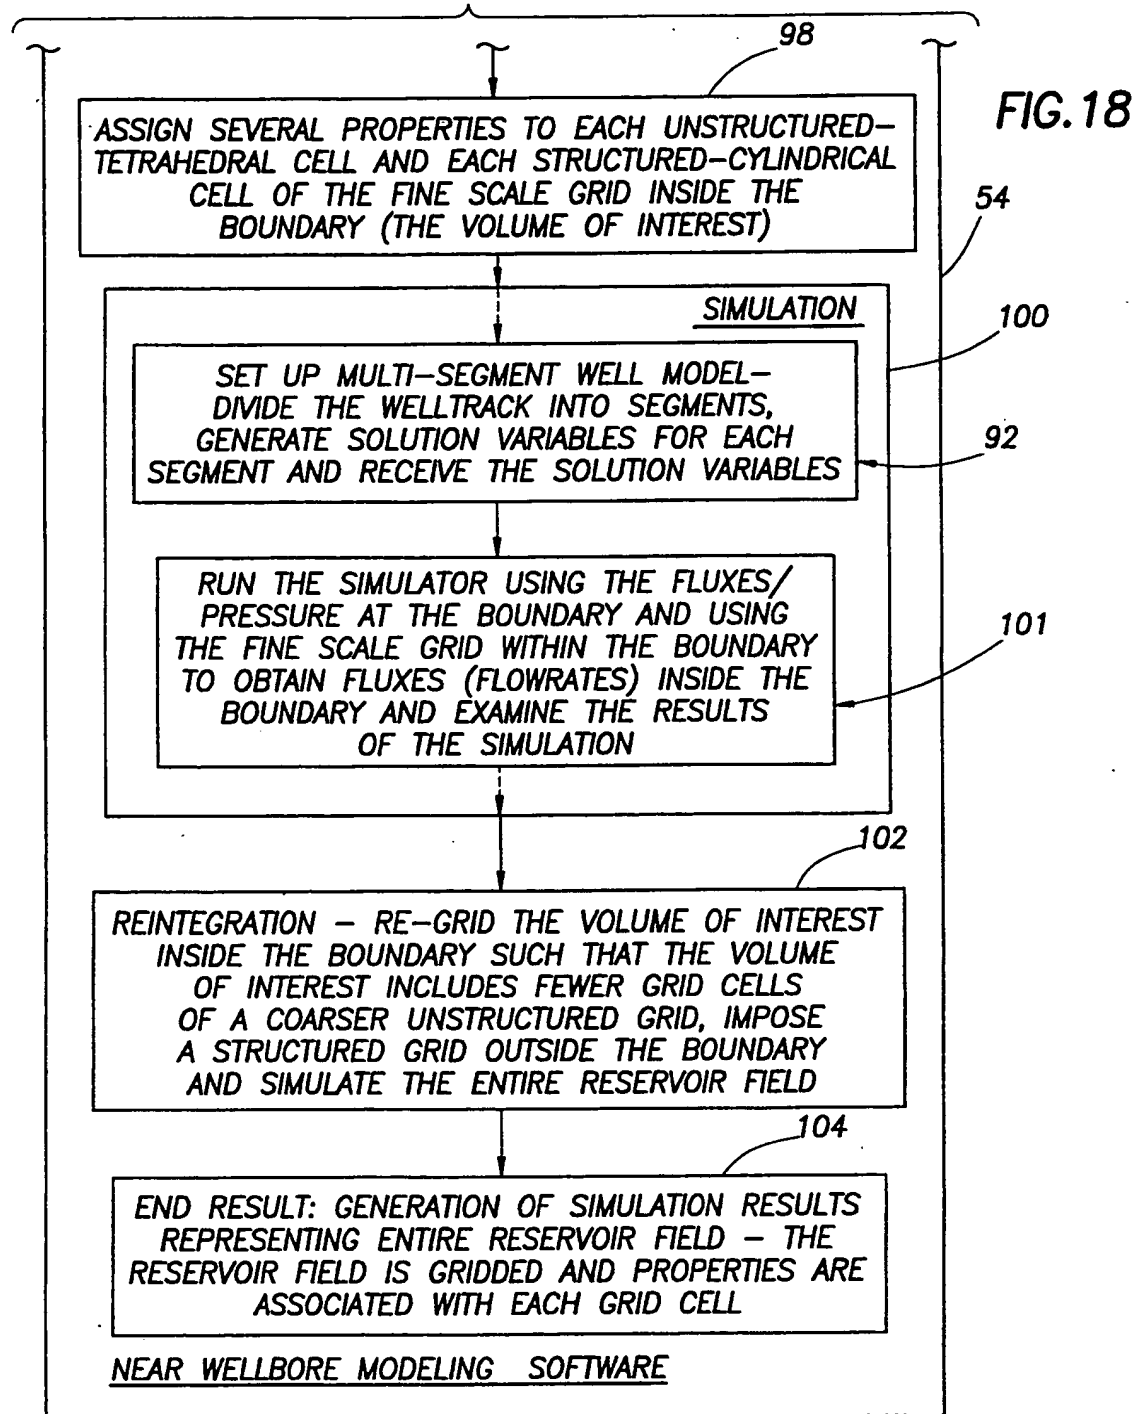 98
FIG.18
ASSIGN SEVERAL PROPERTIES TO EACH UNSTRUCTURED-
TETRAHEDRAL CELL AND EACH STRUCTURED-CYLINDRICAL
CELL OF THE FINE SCALE GRID INSIDE THE
BOUNDARY (THE VOLUME OF INTEREST)
54
SIMULATION
100
SET UP MULTI-SEGMENT WELL MODEL-
DIVIDE THE WELLTRACK INTO SEGMENTS,
GENERATE SOLUTION VARIABLES FOR EACH
SEGMENT AND RECEIVE THE SOLUTION VARIABLES
92
RUN THE SIMULATOR USING THE FLUXES/
PRESSURE AT THE BOUNDARY AND USING
THE FINE SCALE GRID WITHIN THE BOUNDARY
TO OBTAIN FLUXES (FLOWRATES) INSIDE THE
BOUNDARY AND EXAMINE THE RESULTS
OF THE SIMULATION
101
102
REINTEGRATION - RE-GRID THE VOLUME OF INTEREST
INSIDE THE BOUNDARY SUCH THAT THE VOLUME
OF INTEREST INCLUDES FEWER GRID CELLS
OF A COARSER UNSTRUCTURED GRID, IMPOSE
A STRUCTURED GRID OUTSIDE THE BOUNDARY
AND SIMULATE THE ENTIRE RESERVOIR FIELD
104
END RESULT: GENERATION OF SIMULATION RESULTS
REPRESENTING ENTIRE RESERVOIR FIELD - THE
RESERVOIR FIELD IS GRIDDED AND PROPERTIES ARE
ASSOCIATED WITH EACH GRID CELL
NEAR WELLBORE MODELING SOFTWARE